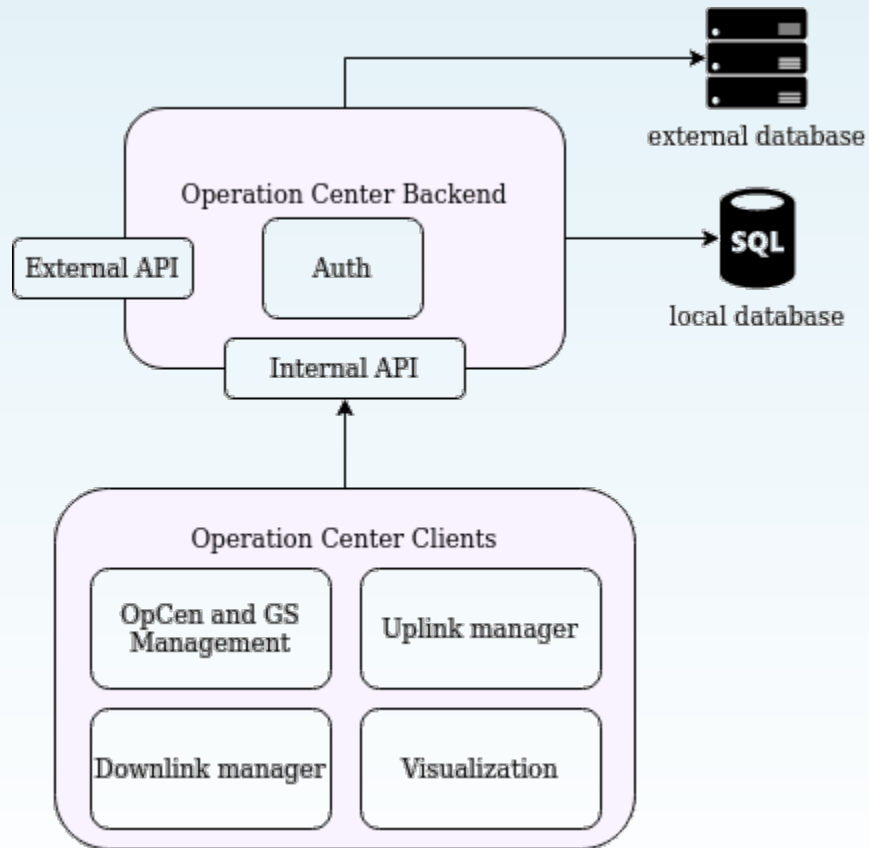 external database
Operation Center Backend
SQL
External API
Auth
local database
Internal API
Operation Center Clients
OpCen and GS
Management
Uplink manager
Downlink manager
Visualization